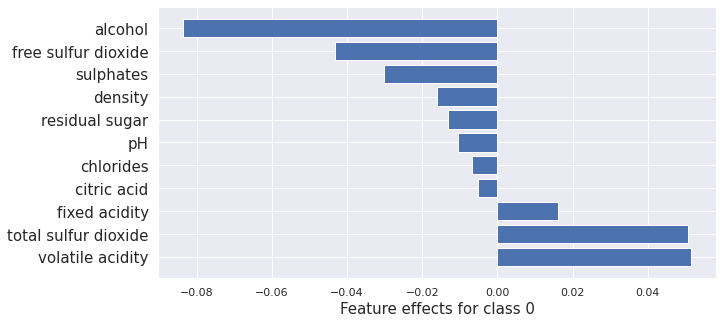 alcohol
free sulfur dioxide
sulphates
density
residual sugar
pH
chlorides
citric acid
fixed acidity
total sulfur dioxide
volatile acidity
−0.08 −0.06 −0.04 −0.02 0.00 0.02 0.04
Feature effects for class 0